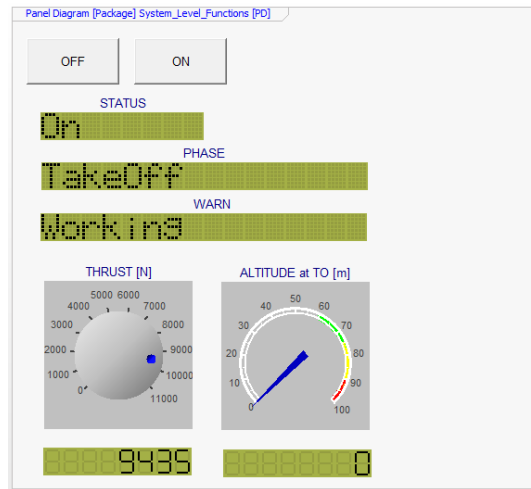 Panel Diagram [Package] System_Level_Functions [PD]
OFF ON
STATUS
On
PHASE
TakeOff
WARN
Working
THRUST [N] ALTITUDE at TO [m]
0 1000 2000 3000 4000 5000 6000 7000 8000 9000 10000 11000
0 10 20 30 40 50 60 70 80 90 100
9435 0